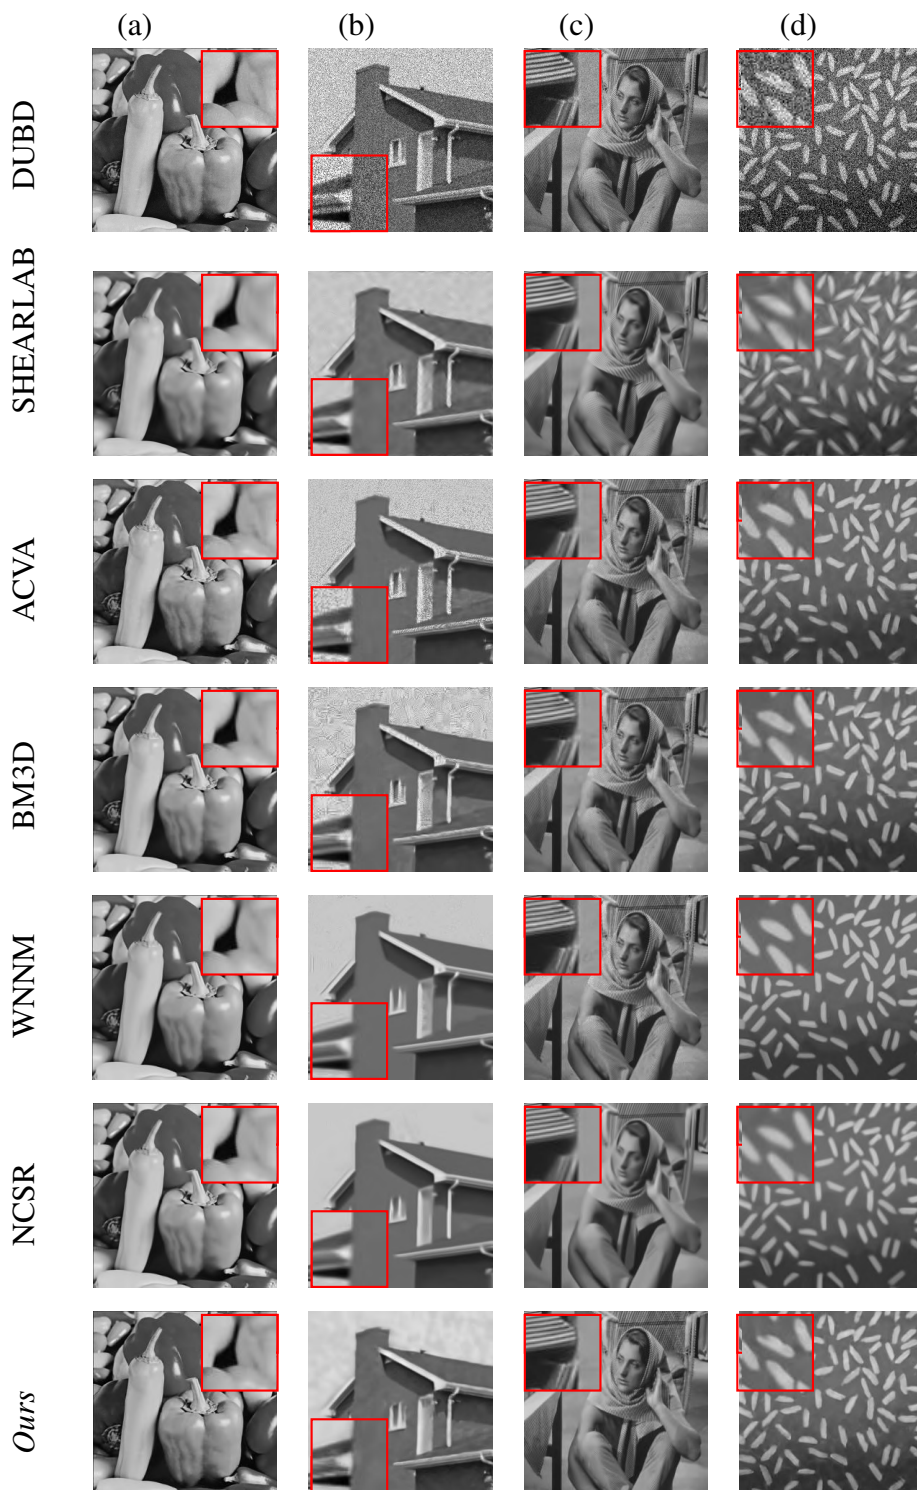 (a) (b) (c) (d)
DUBD
SHEARLAB
ACVA
BM3D
WNNM
NCSR
Ours